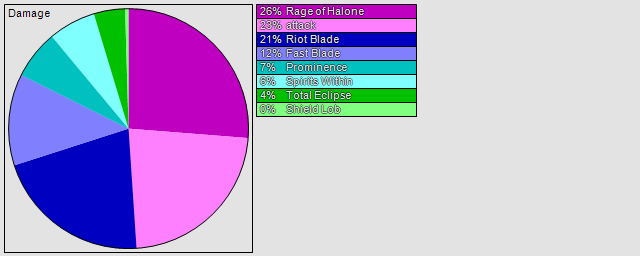 Damage
26% Rage of Halone
23% attack
21% Riot Blade
12% Fast Blade
7% Prominence
6% Spirits Within
4% Total Eclipse
0% Shield Lob